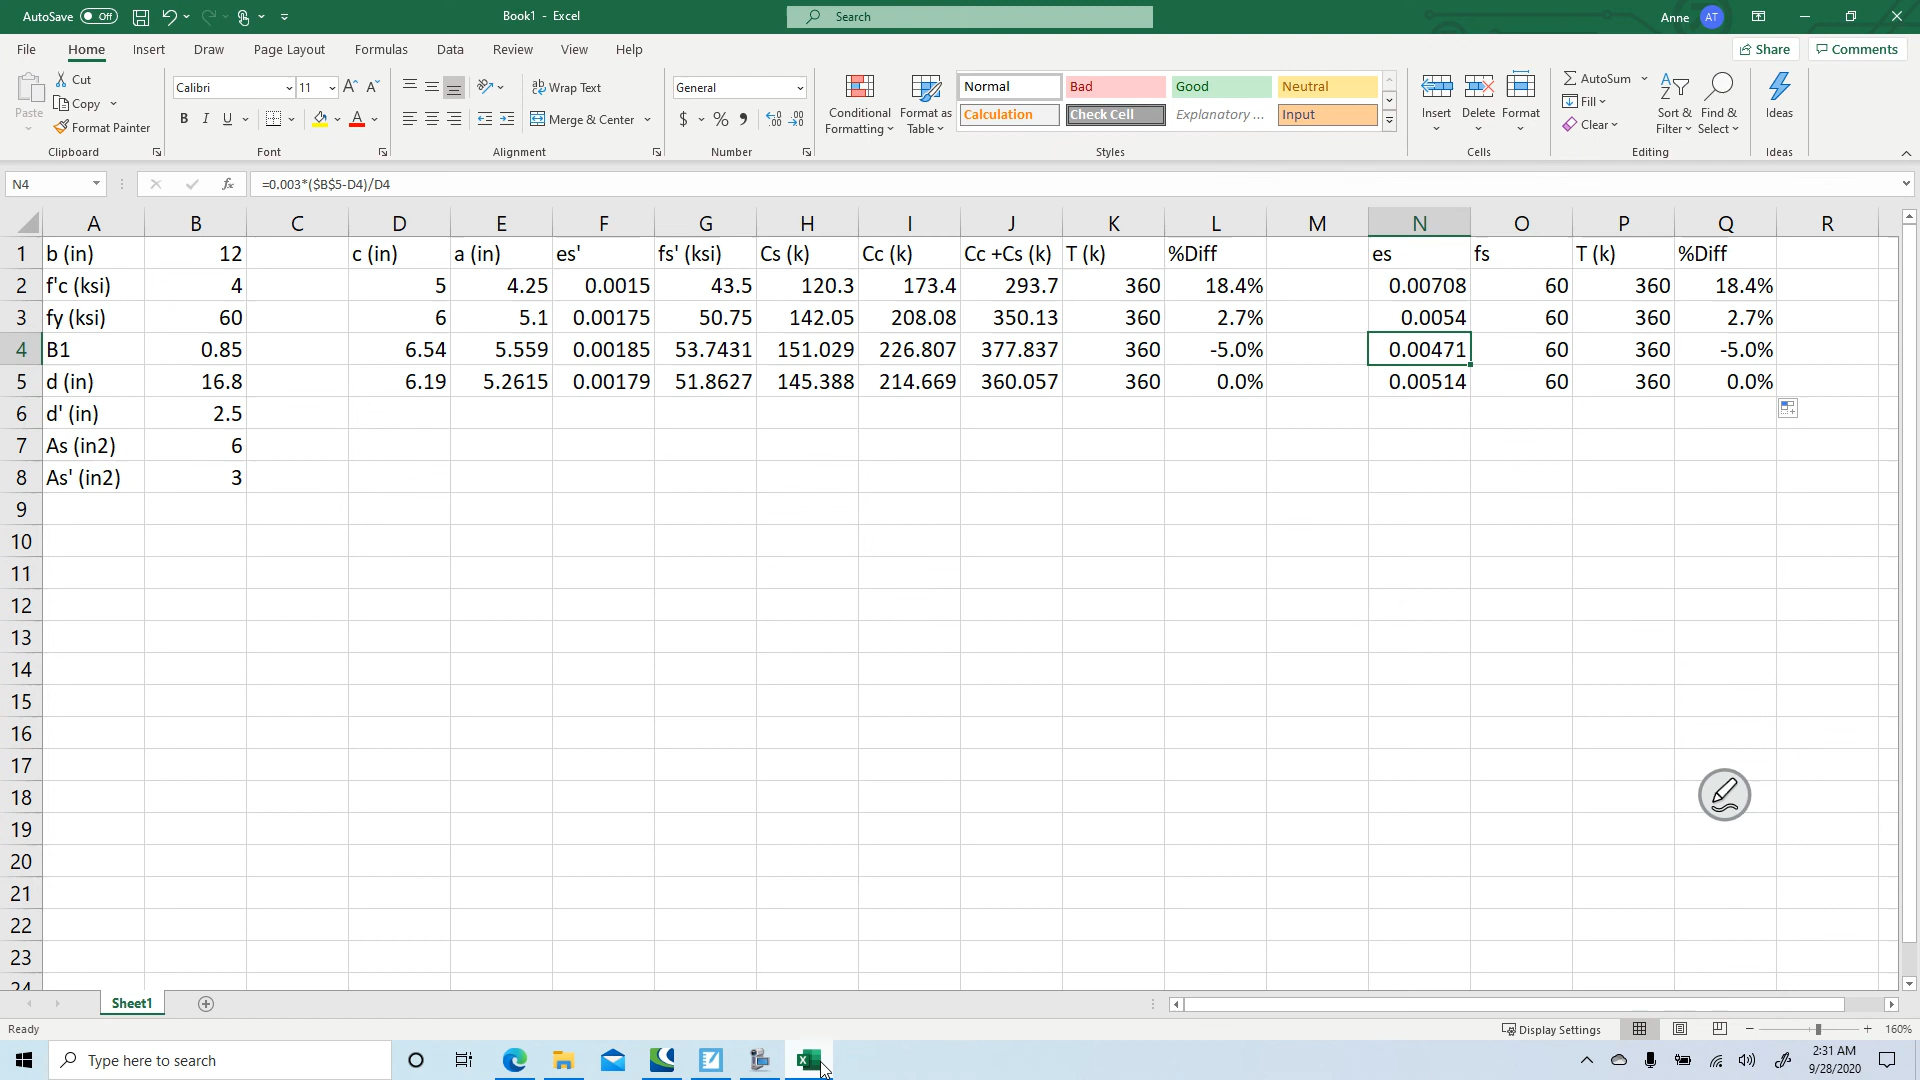 AutoSave Off Book1 - Excel Search Anne AT
File Home Insert Draw Page Layout Formulas Data Review View Help Share Comments
Cut Calibri 11 Wrap Text General Normal Bad Good Neutral AutoSum
Paste Copy Format Painter Merge & Center Conditional Formatting Format as Table Calculation Check Cell Explanatory ... Input Insert Delete Format Fill Clear Sort & Filter Find & Select Ideas
Clipboard Font Alignment Number Styles Cells Editing Ideas
N4 fx =0.003*($B$5-D4)/D4
A B C D E F G H I J K L M N O P Q R
1 b (in) 12 c (in) a (in) es' fs' (ksi) Cs (k) Cc (k) Cc +Cs (k) T (k) %Diff es fs T (k) %Diff
2 f'c (ksi) 4 5 4.25 0.0015 43.5 120.3 173.4 293.7 360 18.4% 0.00708 60 360 18.4%
3 fy (ksi) 60 6 5.1 0.00175 50.75 142.05 208.08 350.13 360 2.7% 0.0054 60 360 2.7%
4 B1 0.85 6.54 5.559 0.00185 53.7431 151.029 226.807 377.837 360 -5.0% 0.00471 60 360 -5.0%
5 d (in) 16.8 6.19 5.2615 0.00179 51.8627 145.388 214.669 360.057 360 0.0% 0.00514 60 360 0.0%
6 d' (in) 2.5
7 As (in2) 6
8 As' (in2) 3
9
10
11
12
13
14
15
16
17
18
19
20
21
22
23
24
Sheet1
Ready Display Settings 160%
Type here to search 2:31 AM
9/28/2020